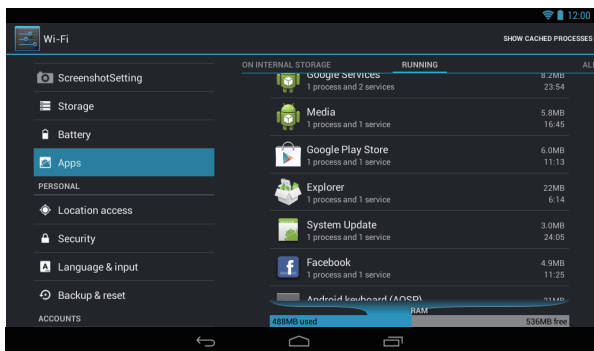 12:00
Wi-Fi
SHOW CACHED PROCESSES
ScreenshotSetting
Storage
Battery
Apps
PERSONAL
Location access
Security
Language & input
Backup & reset
ACCOUNTS
ON INTERNAL STORAGE RUNNING ALL
Google Services 8.2MB
1 process and 2 services 23:54
Media 5.8MB
1 process and 1 service 16:45
Google Play Store 6.0MB
1 process and 1 service 11:13
Explorer 22MB
1 process and 1 service 6:14
System Update 3.0MB
1 process and 1 service 24:05
Facebook 4.9MB
1 process and 1 service 11:25
Android keyboard (AOSP) 21MB
RAM
488MB used 536MB free